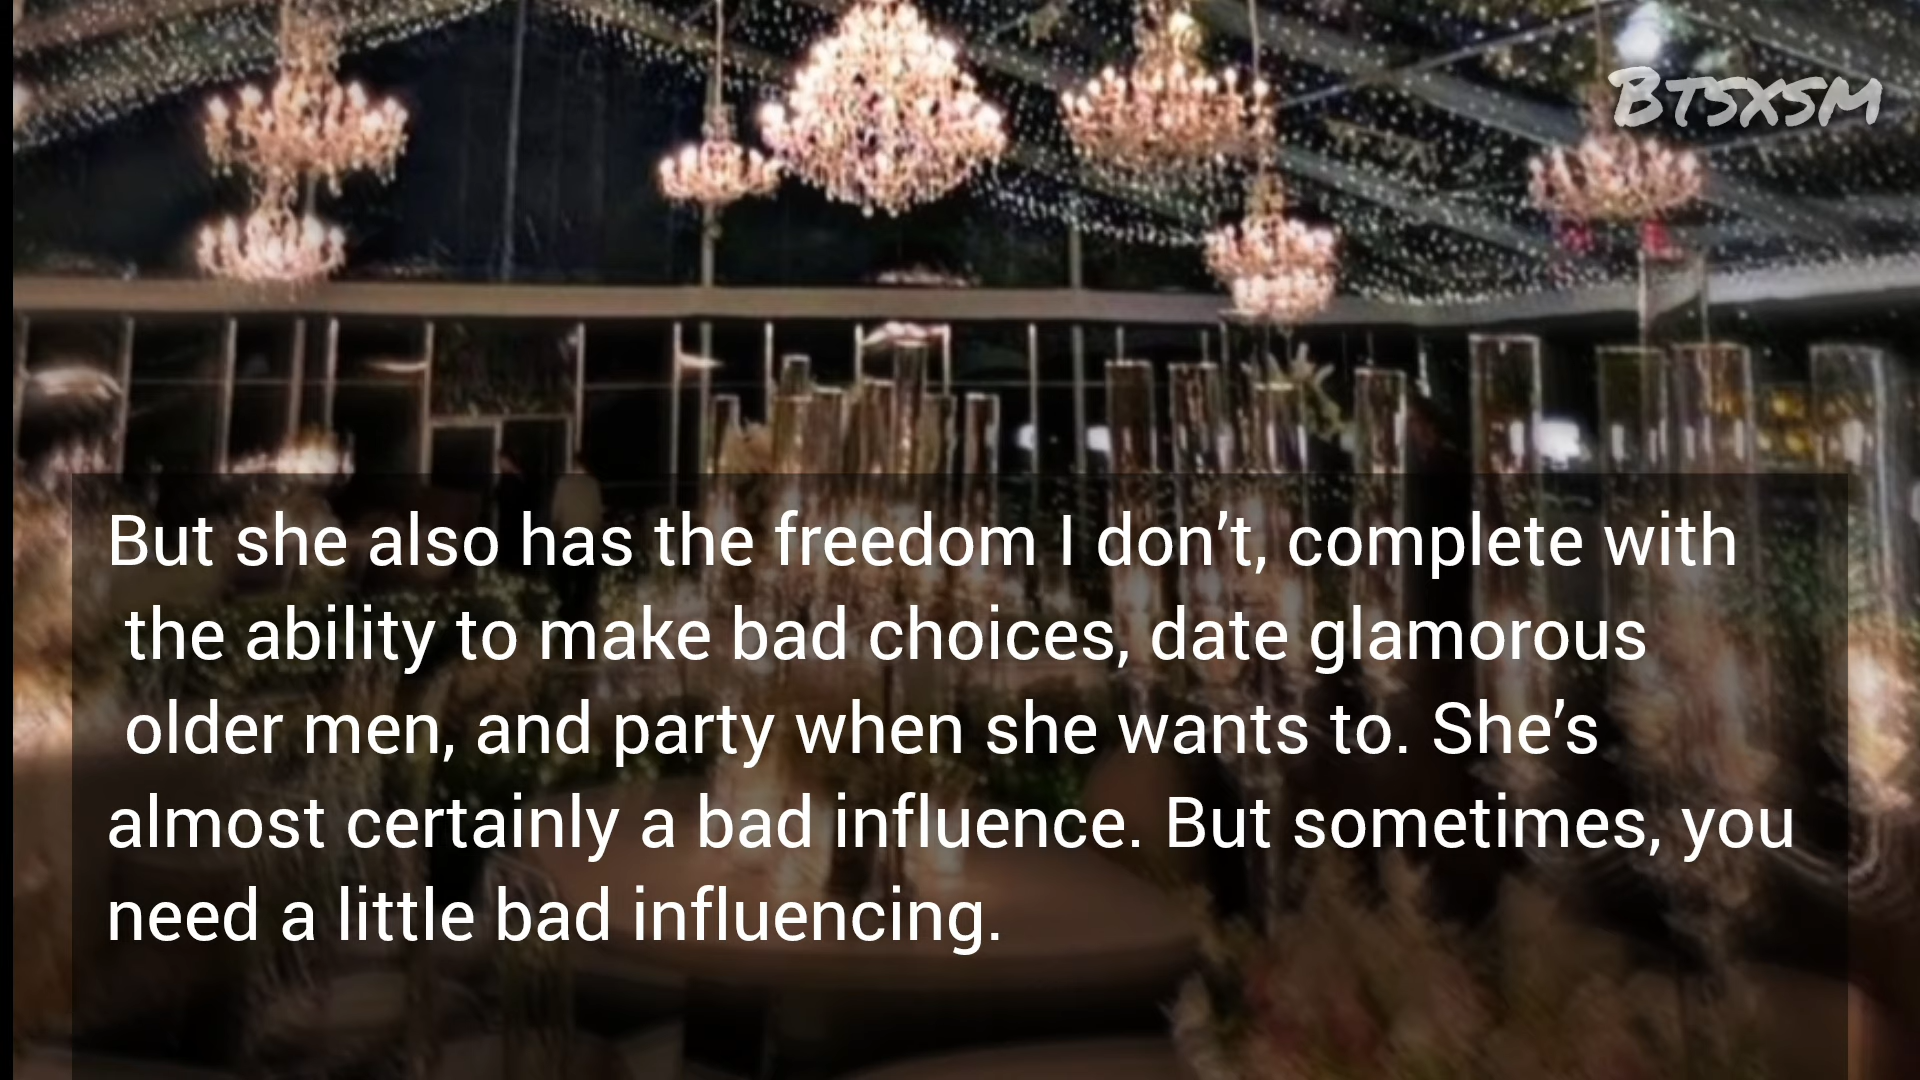 Btsxsm
But she also has the freedom I don’t, complete with
the ability to make bad choices, date glamorous
older men, and party when she wants to. She’s
almost certainly a bad influence. But sometimes, you
need a little bad influencing.